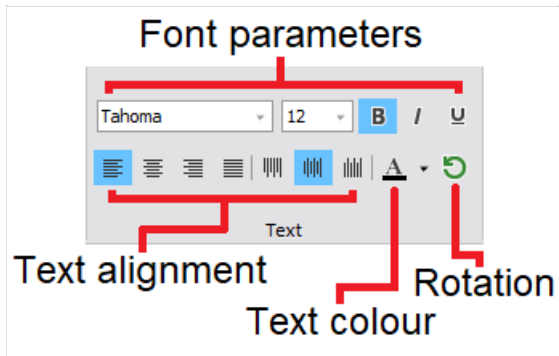 Font parameters
Tahoma 12 B I U
A
Text
Text alignment
Rotation
Text colour